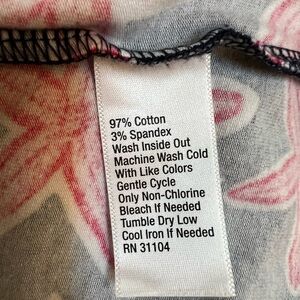 97% Cotton
3% Spandex
Wash Inside Out
Machine Wash Cold
With Like Colors
Gentle Cycle
Only Non-Chlorine
Bleach If Needed
Tumble Dry Low
Cool Iron If Needed
RN 31104